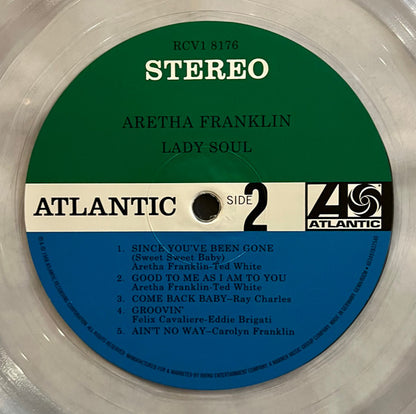 RCV1 8176
STEREO
ARETHA FRANKLIN
LADY SOUL
ATLANTIC
SIDE 2
ATLANTIC
1. SINCE YOU'VE BEEN GONE
(Sweet Sweet Baby)
Aretha Franklin-Ted White
2. GOOD TO ME AS I AM TO YOU
Aretha Franklin-Ted White
3. COME BACK BABY–Ray Charles
4. GROOVIN'
Felix Cavaliere-Eddie Brigati
5. AIN'T NO WAY–Carolyn Franklin